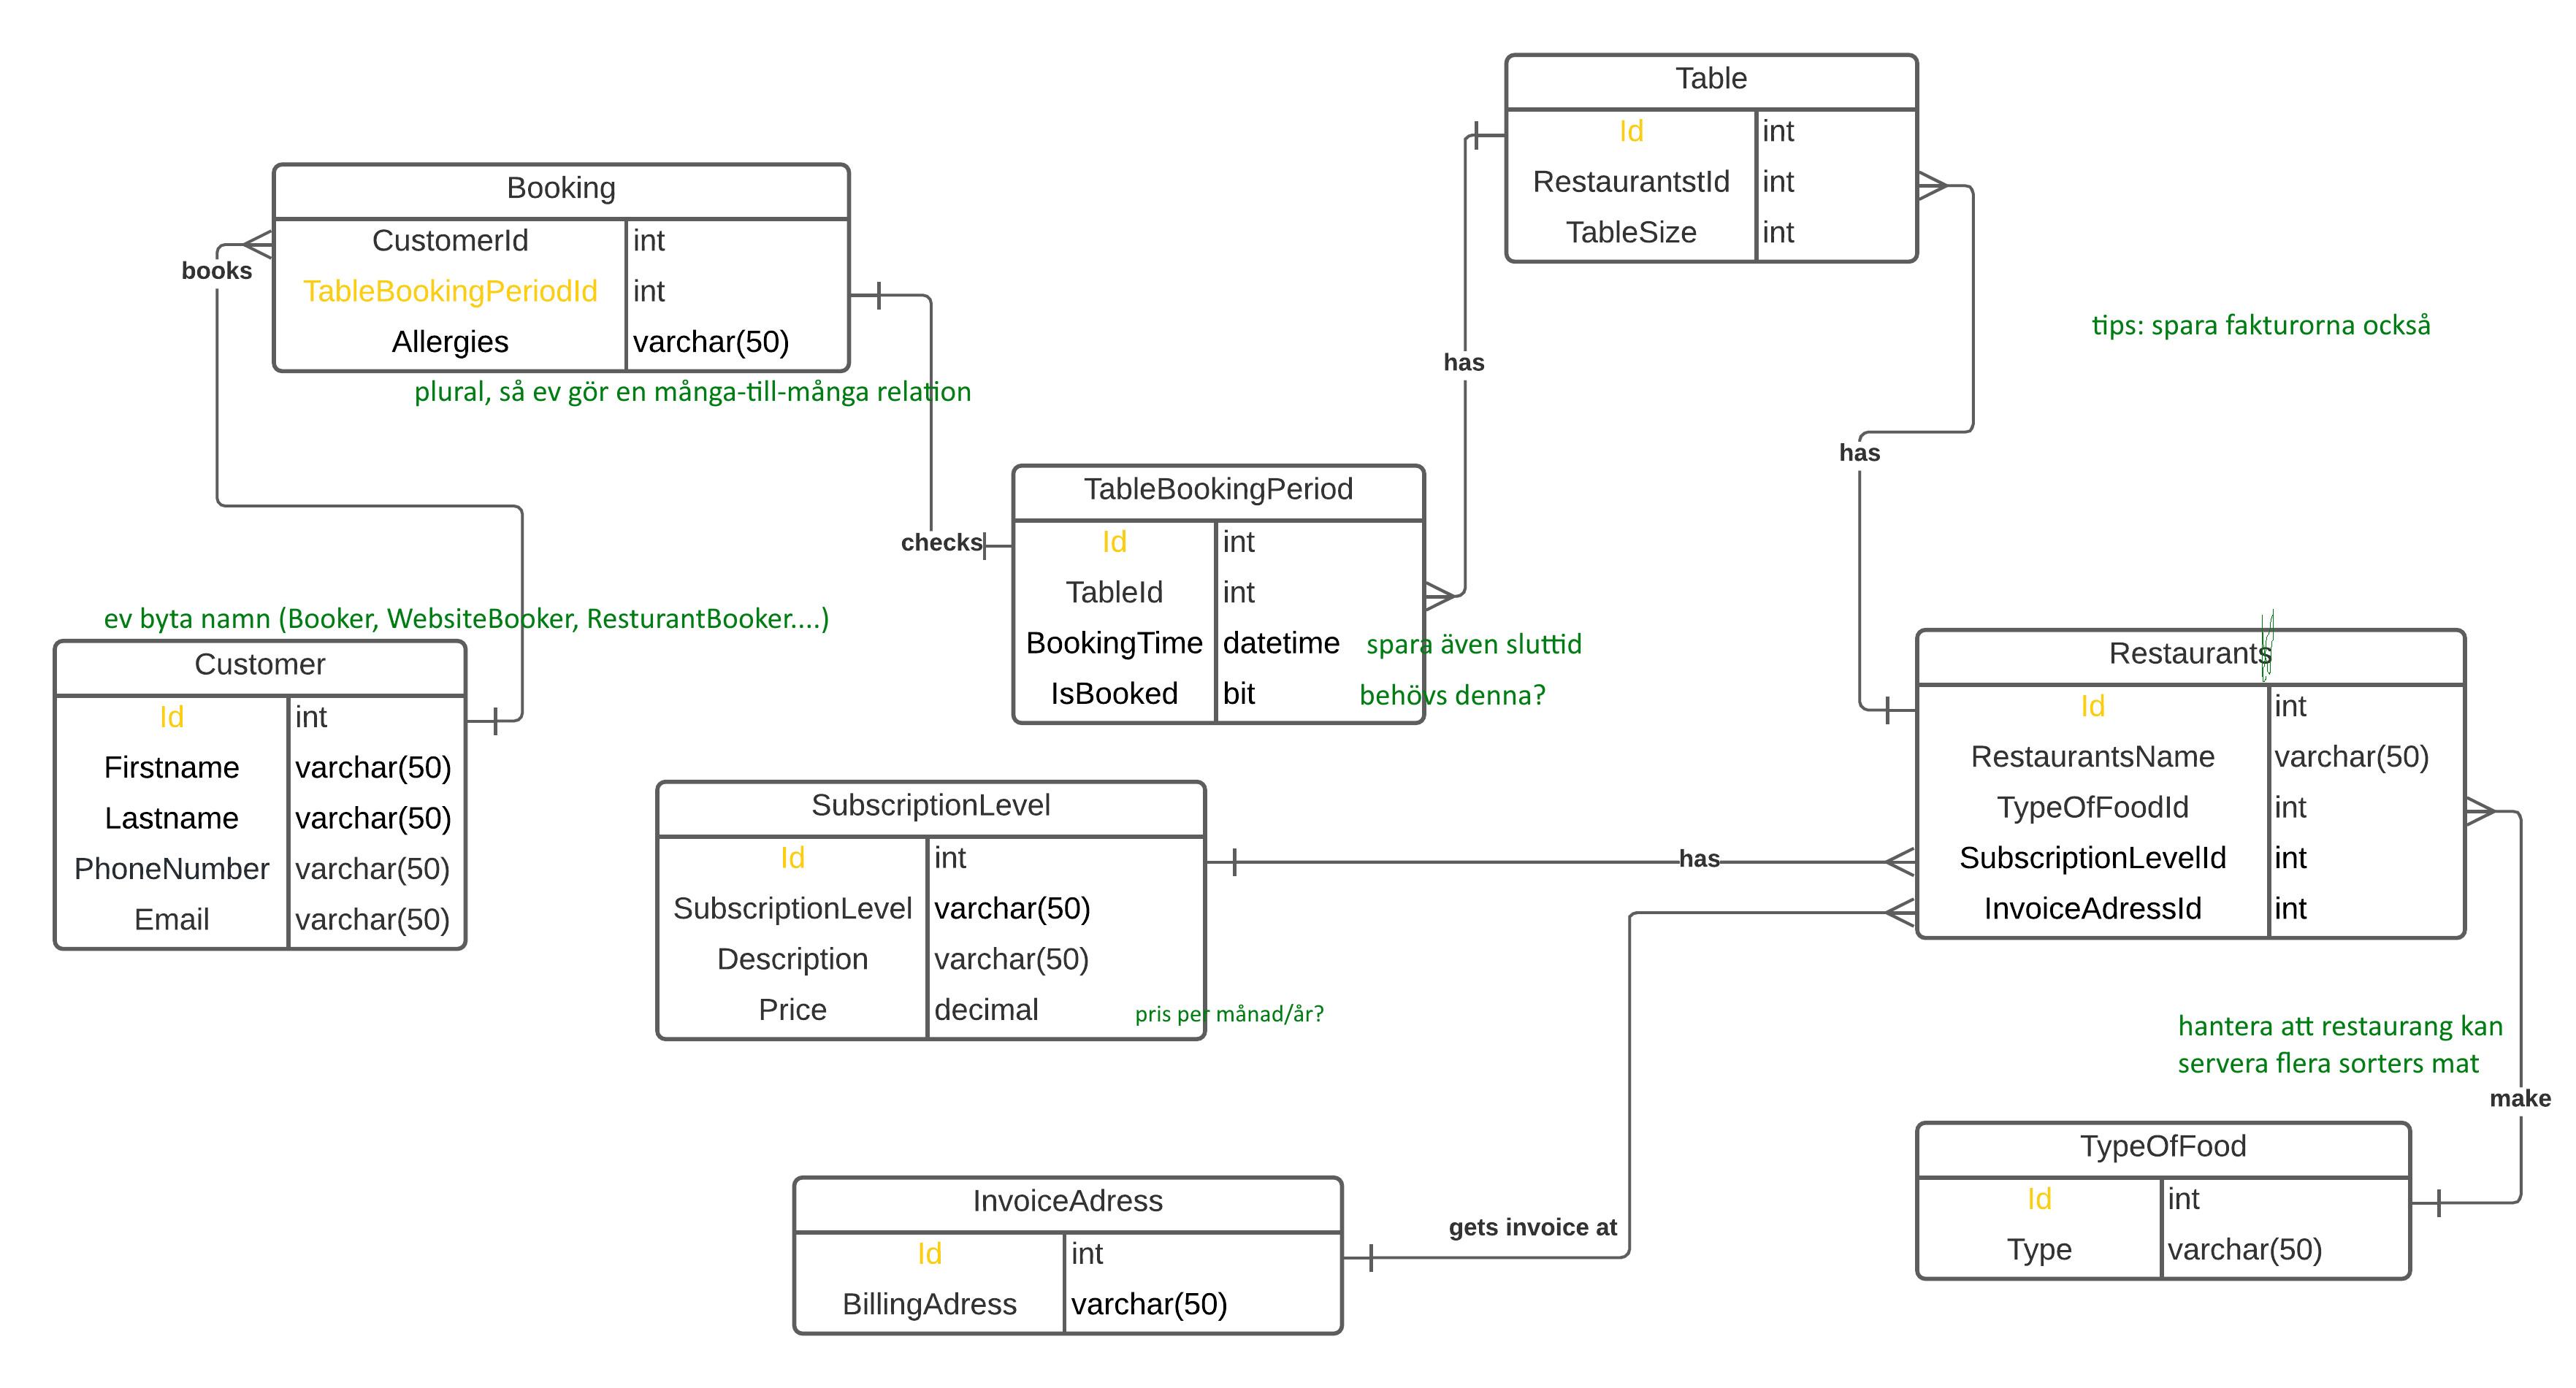 Table
Id int
RestaurantstId int
TableSize int
Booking
CustomerId int
TableBookingPeriodId int
Allergies varchar(50)
books
plural, så ev gör en många-till-många relation
has
tips: spara fakturorna också
has
TableBookingPeriod
Id int
TableId int
BookingTime datetime
IsBooked bit
spara även sluttid
behövs denna?
checks
ev byta namn (Booker, WebsiteBooker, ResturantBooker....)
Customer
Id int
Firstname varchar(50)
Lastname varchar(50)
PhoneNumber varchar(50)
Email varchar(50)
Restaurants
Id int
RestaurantsName varchar(50)
TypeOfFoodId int
SubscriptionLevelId int
InvoiceAdressId int
SubscriptionLevel
Id int
SubscriptionLevel varchar(50)
Description varchar(50)
Price decimal
pris per månad/år?
has
hantera att restaurang kan
servera flera sorters mat
make
TypeOfFood
Id int
Type varchar(50)
InvoiceAdress
Id int
BillingAdress varchar(50)
gets invoice at